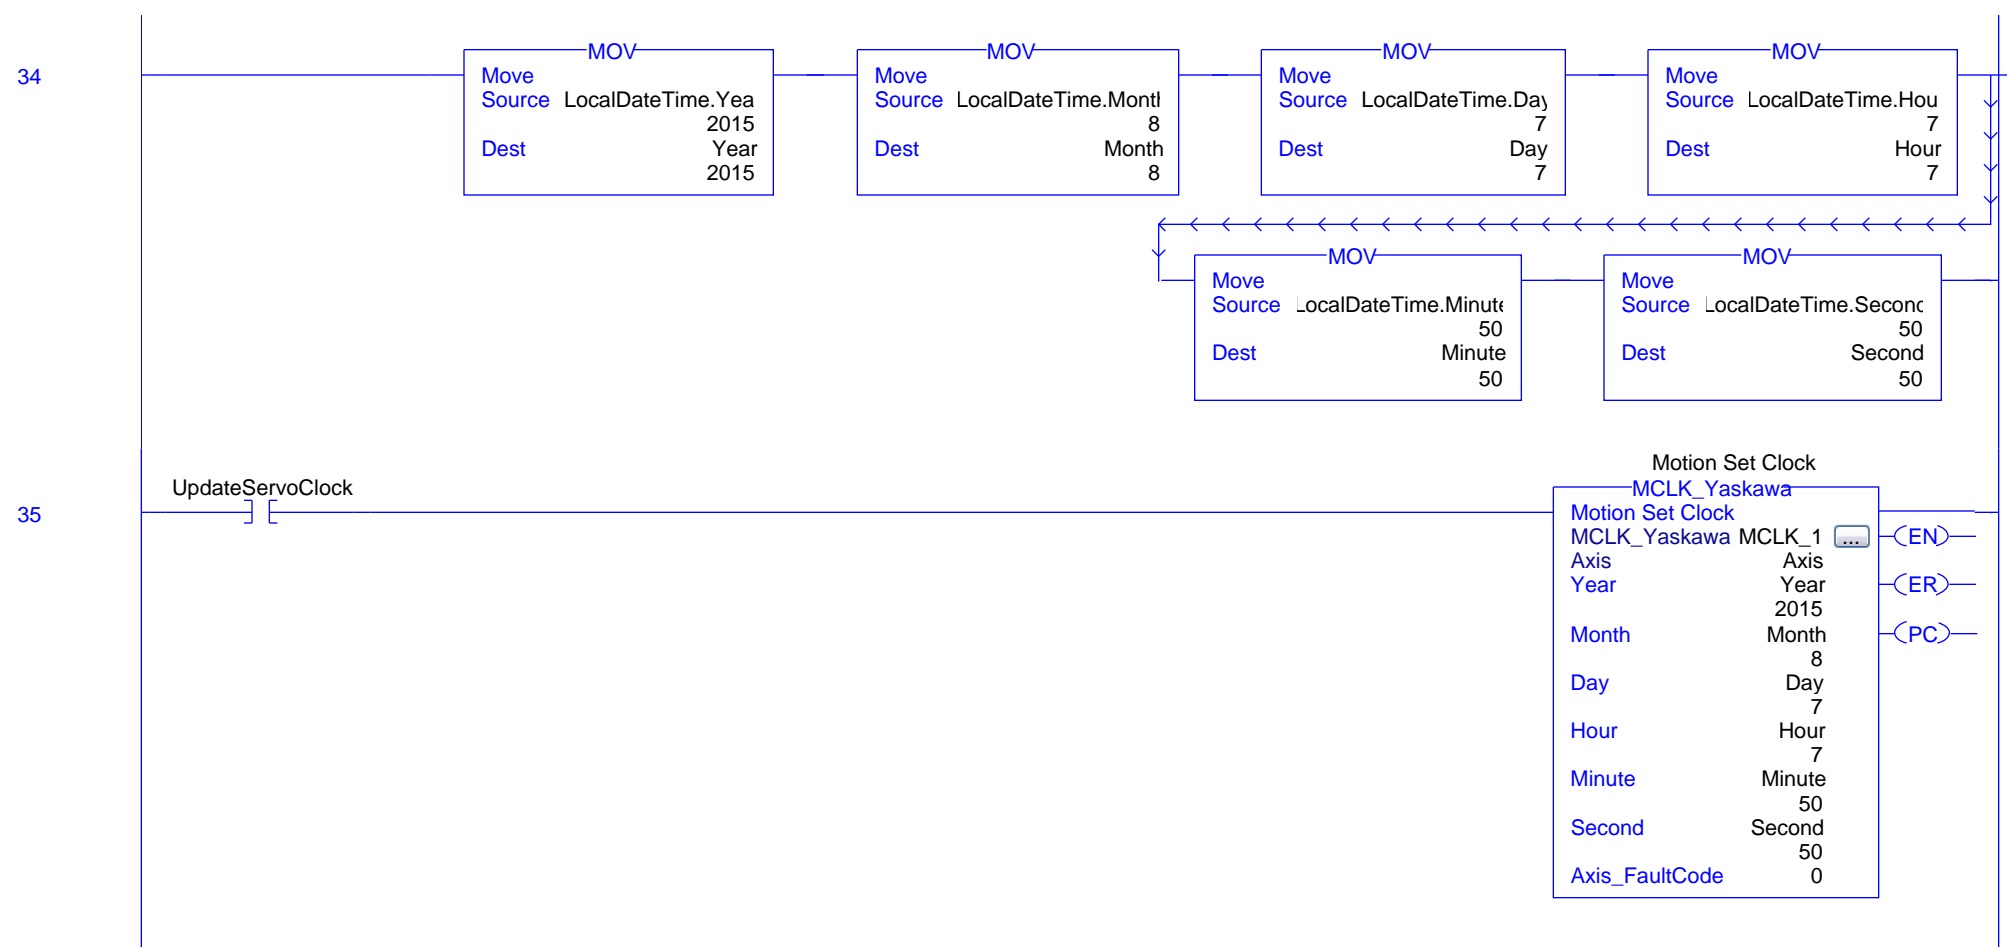 34
MOV
Move
Source LocalDateTime.Yea
2015
Dest Year
2015
MOV
Move
Source LocalDateTime.Mont
8
Dest Month
8
MOV
Move
Source LocalDateTime.Day
7
Dest Day
7
MOV
Move
Source LocalDateTime.Hou
7
Dest Hour
7
MOV
Move
Source LocalDateTime.Minute
50
Dest Minute
50
MOV
Move
Source LocalDateTime.Second
50
Dest Second
50
35
UpdateServoClock
Motion Set Clock
MCLK_Yaskawa
Motion Set Clock
MCLK_Yaskawa MCLK_1 ... EN
Axis Axis
Year Year ER
2015
Month Month PC
8
Day Day
7
Hour Hour
7
Minute Minute
50
Second Second
50
Axis_FaultCode 0